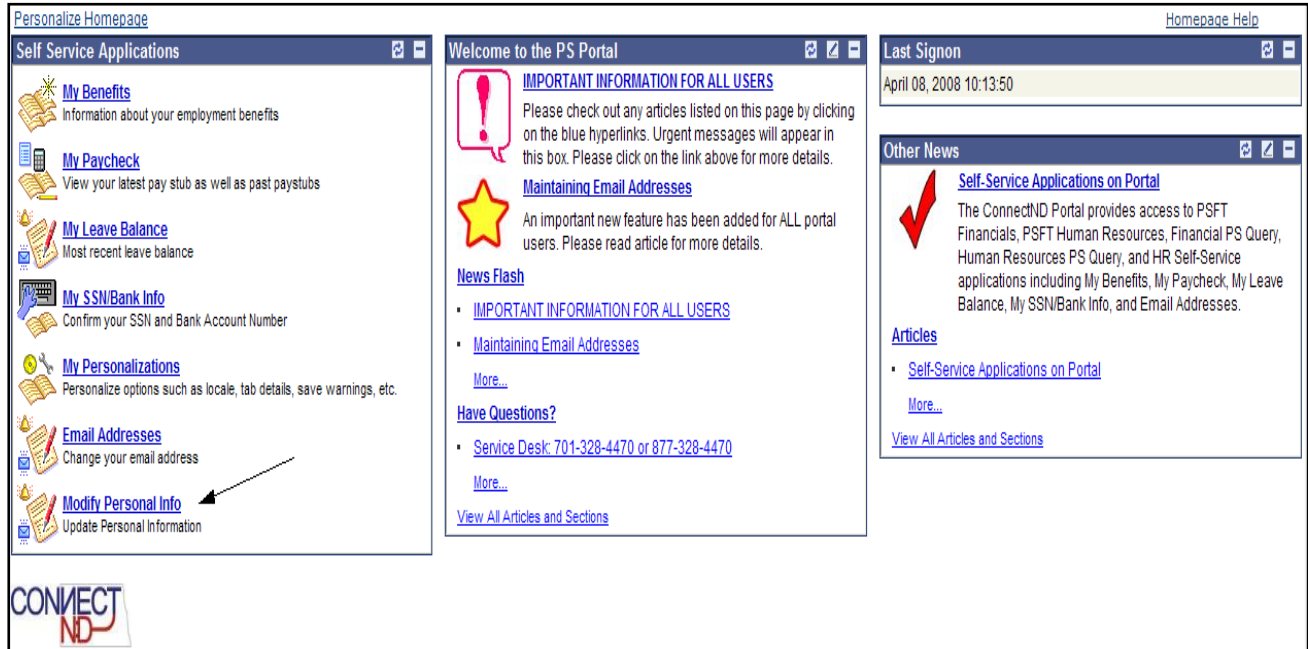 Personalize Homepage
Homepage Help
Self Service Applications
My Benefits
Information about your employment benefits
My Paycheck
View your latest pay stub as well as past paystubs
My Leave Balance
Most recent leave balance
My SSN/Bank Info
Confirm your SSN and Bank Account Number
My Personalizations
Personalize options such as locale, tab details, save warnings, etc.
Email Addresses
Change your email address
Modify Personal Info
Update Personal Information
Welcome to the PS Portal
IMPORTANT INFORMATION FOR ALL USERS
Please check out any articles listed on this page by clicking
on the blue hyperlinks. Urgent messages will appear in
this box. Please click on the link above for more details.
Maintaining Email Addresses
An important new feature has been added for ALL portal
users. Please read article for more details.
News Flash
IMPORTANT INFORMATION FOR ALL USERS
Maintaining Email Addresses
More...
Have Questions?
Service Desk: 701-328-4470 or 877-328-4470
More...
View All Articles and Sections
Last Signon
April 08, 2008 10:13:50
Other News
Self-Service Applications on Portal
The ConnectND Portal provides access to PSFT
Financials, PSFT Human Resources, Financial PS Query,
Human Resources PS Query, and HR Self-Service
applications including My Benefits, My Paycheck, My Leave
Balance, My SSN/Bank Info, and Email Addresses.
Articles
Self-Service Applications on Portal
More...
View All Articles and Sections
CONNECT
ND